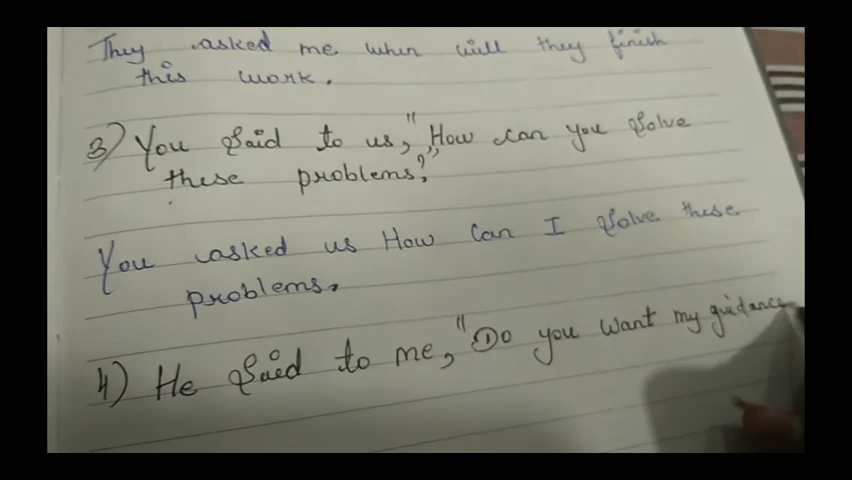 They asked me when will they finish
this work.
3) You said to us, "How can you solve
these problems?"
You asked us How can I solve these
problems.
4) He said to me, "Do you want my guidance